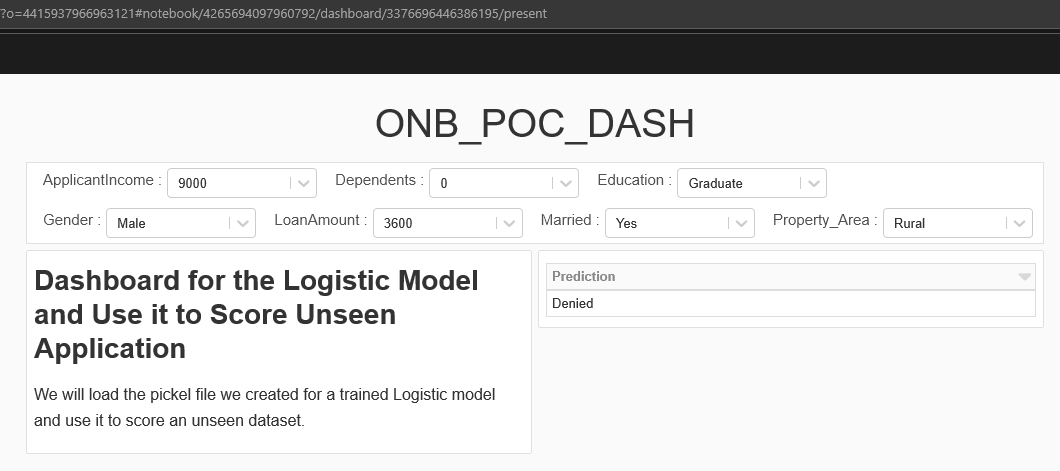 ?o=4415937966963121#notebook/4265694097960792/dashboard/3376696446386195/present
ONB_POC_DASH
ApplicantIncome : 9000 Dependents : 0 Education : Graduate
Gender : Male LoanAmount : 3600 Married : Yes Property_Area : Rural
Dashboard for the Logistic Model
and Use it to Score Unseen
Application
We will load the pickel file we created for a trained Logistic model
and use it to score an unseen dataset.
Prediction
Denied